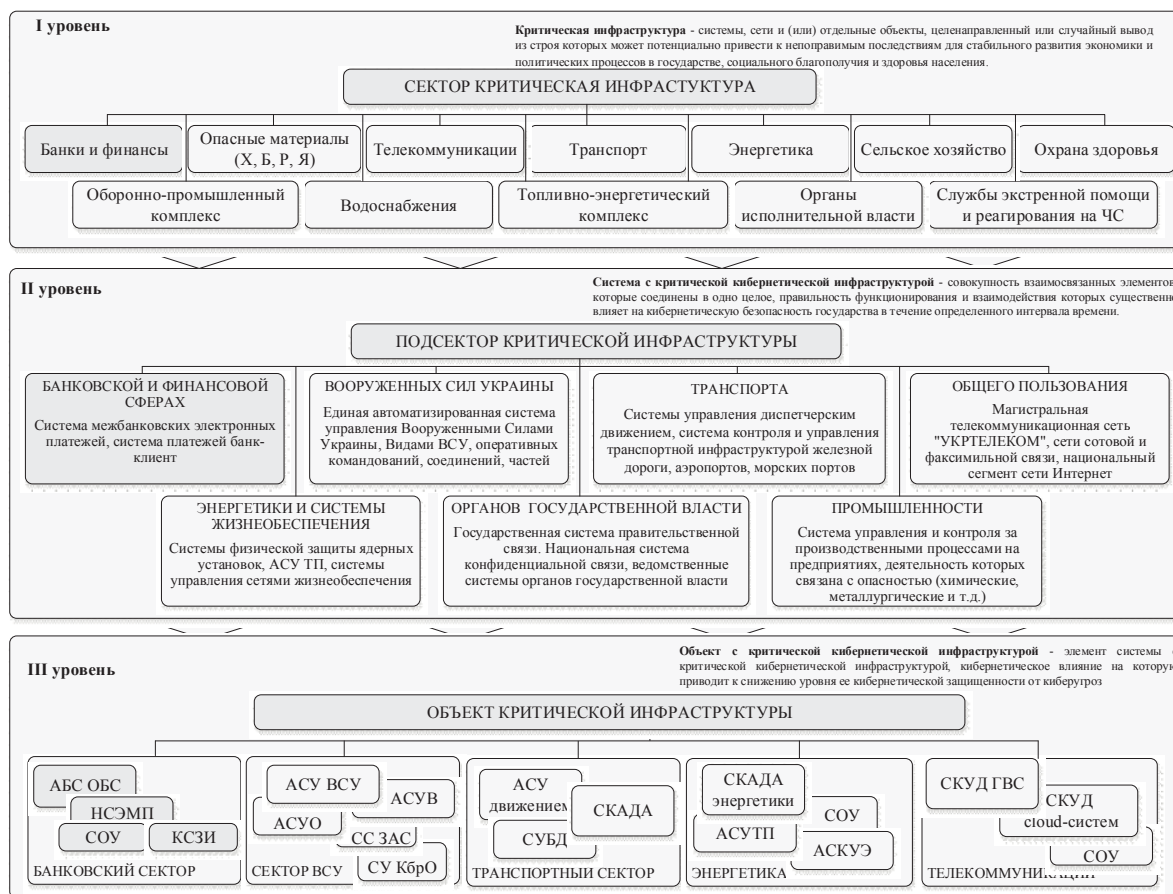 I уровень
Критическая инфраструктура - системы, сети и (или) отдельные объекты, целенаправленный или случайный вывод
из строя которых может потенциально привести к непоправимым последствиям для стабильного развития экономики и
политических процессов в государстве, социального благополучия и здоровья населения.
СЕКТОР КРИТИЧЕСКАЯ ИНФРАСТУКТУРА
Банки и финансы
Опасные материалы
(Х, Б, Р, Я)
Телекоммуникации
Транспорт
Энергетика
Сельское хозяйство
Охрана здоровья
Оборонно-промышленный
комплекс
Водоснабжения
Топливно-энергетический
комплекс
Органы
исполнительной власти
Службы экстренной помощи
и реагирования на ЧС
II уровень
Система с критической кибернетической инфраструктурой - совокупность взаимосвязанных элементов
которые соединены в одно целое, правильность функционирования и взаимодействия которых существенно
влияет на кибернетическую безопасность государства в течение определенного интервала времени.
ПОДСЕКТОР КРИТИЧЕСКОЙ ИНФРАСТРУКТУРЫ
БАНКОВСКОЙ И ФИНАНСОВОЙ
СФЕРАХ
Система межбанковских электронных
платежей, система платежей банк-
клиент
ВООРУЖЕННЫХ СИЛ УКРАИНЫ
Единая автоматизированная система
управления Вооруженными Силами
Украины, Видами ВСУ, оперативных
командований, соединений, частей
ТРАНСПОРТА
Системы управления диспетчерским
движением, система контроля и управления
транспортной инфраструктурой железной
дороги, аэропортов, морских портов
ОБЩЕГО ПОЛЬЗОВАНИЯ
Магистральная
телекоммуникационная сеть
"УКРТЕЛЕКОМ", сети сотовой и
факсимильной связи, национальный
сегмент сети Интернет
ЭНЕРГЕТИКИ И СИСТЕМЫ
ЖИЗНЕОБЕСПЕЧЕНИЯ
Системы физической защиты ядерных
установок, АСУ ТП, системы
управления сетями жизнеобеспечения
ОРГАНОВ ГОСУДАРСТВЕННОЙ ВЛАСТИ
Государственная система правительственной
связи. Национальная система
конфиденциальной связи, ведомственные
системы органов государственной власти
ПРОМЫШЛЕННОСТИ
Система управления и контроля за
производственными процессами на
предприятиях, деятельность которых
связана с опасностью (химические,
металлургические и т.д.)
III уровень
Объект с критической кибернетической инфраструктурой - элемент системы
критической кибернетической инфраструктурой, кибернетическое влияние на которую
приводит к снижению уровня ее кибернетической защищенности от киберугроз
ОБЪЕКТ КРИТИЧЕСКОЙ ИНФРАСТРУКТУРЫ
АБС ОБС
НСЭМП
СОУ
КСЗИ
БАНКОВСКИЙ СЕКТОР
АСУ ВСУ
АСУВ
АСУО
СС ЗАС
СУ КбрО
СЕКТОР ВСУ
АСУ
движением
СКАДА
СУБД
ТРАНСПОРТНЫЙ СЕКТОР
СКАДА
энергетики
СОУ
АСУТП
АСКУЭ
ЭНЕРГЕТИКА
СКУД ГВС
СКУД
cloud-систем
СОУ
ТЕЛЕКОММУНИКАЦИИ